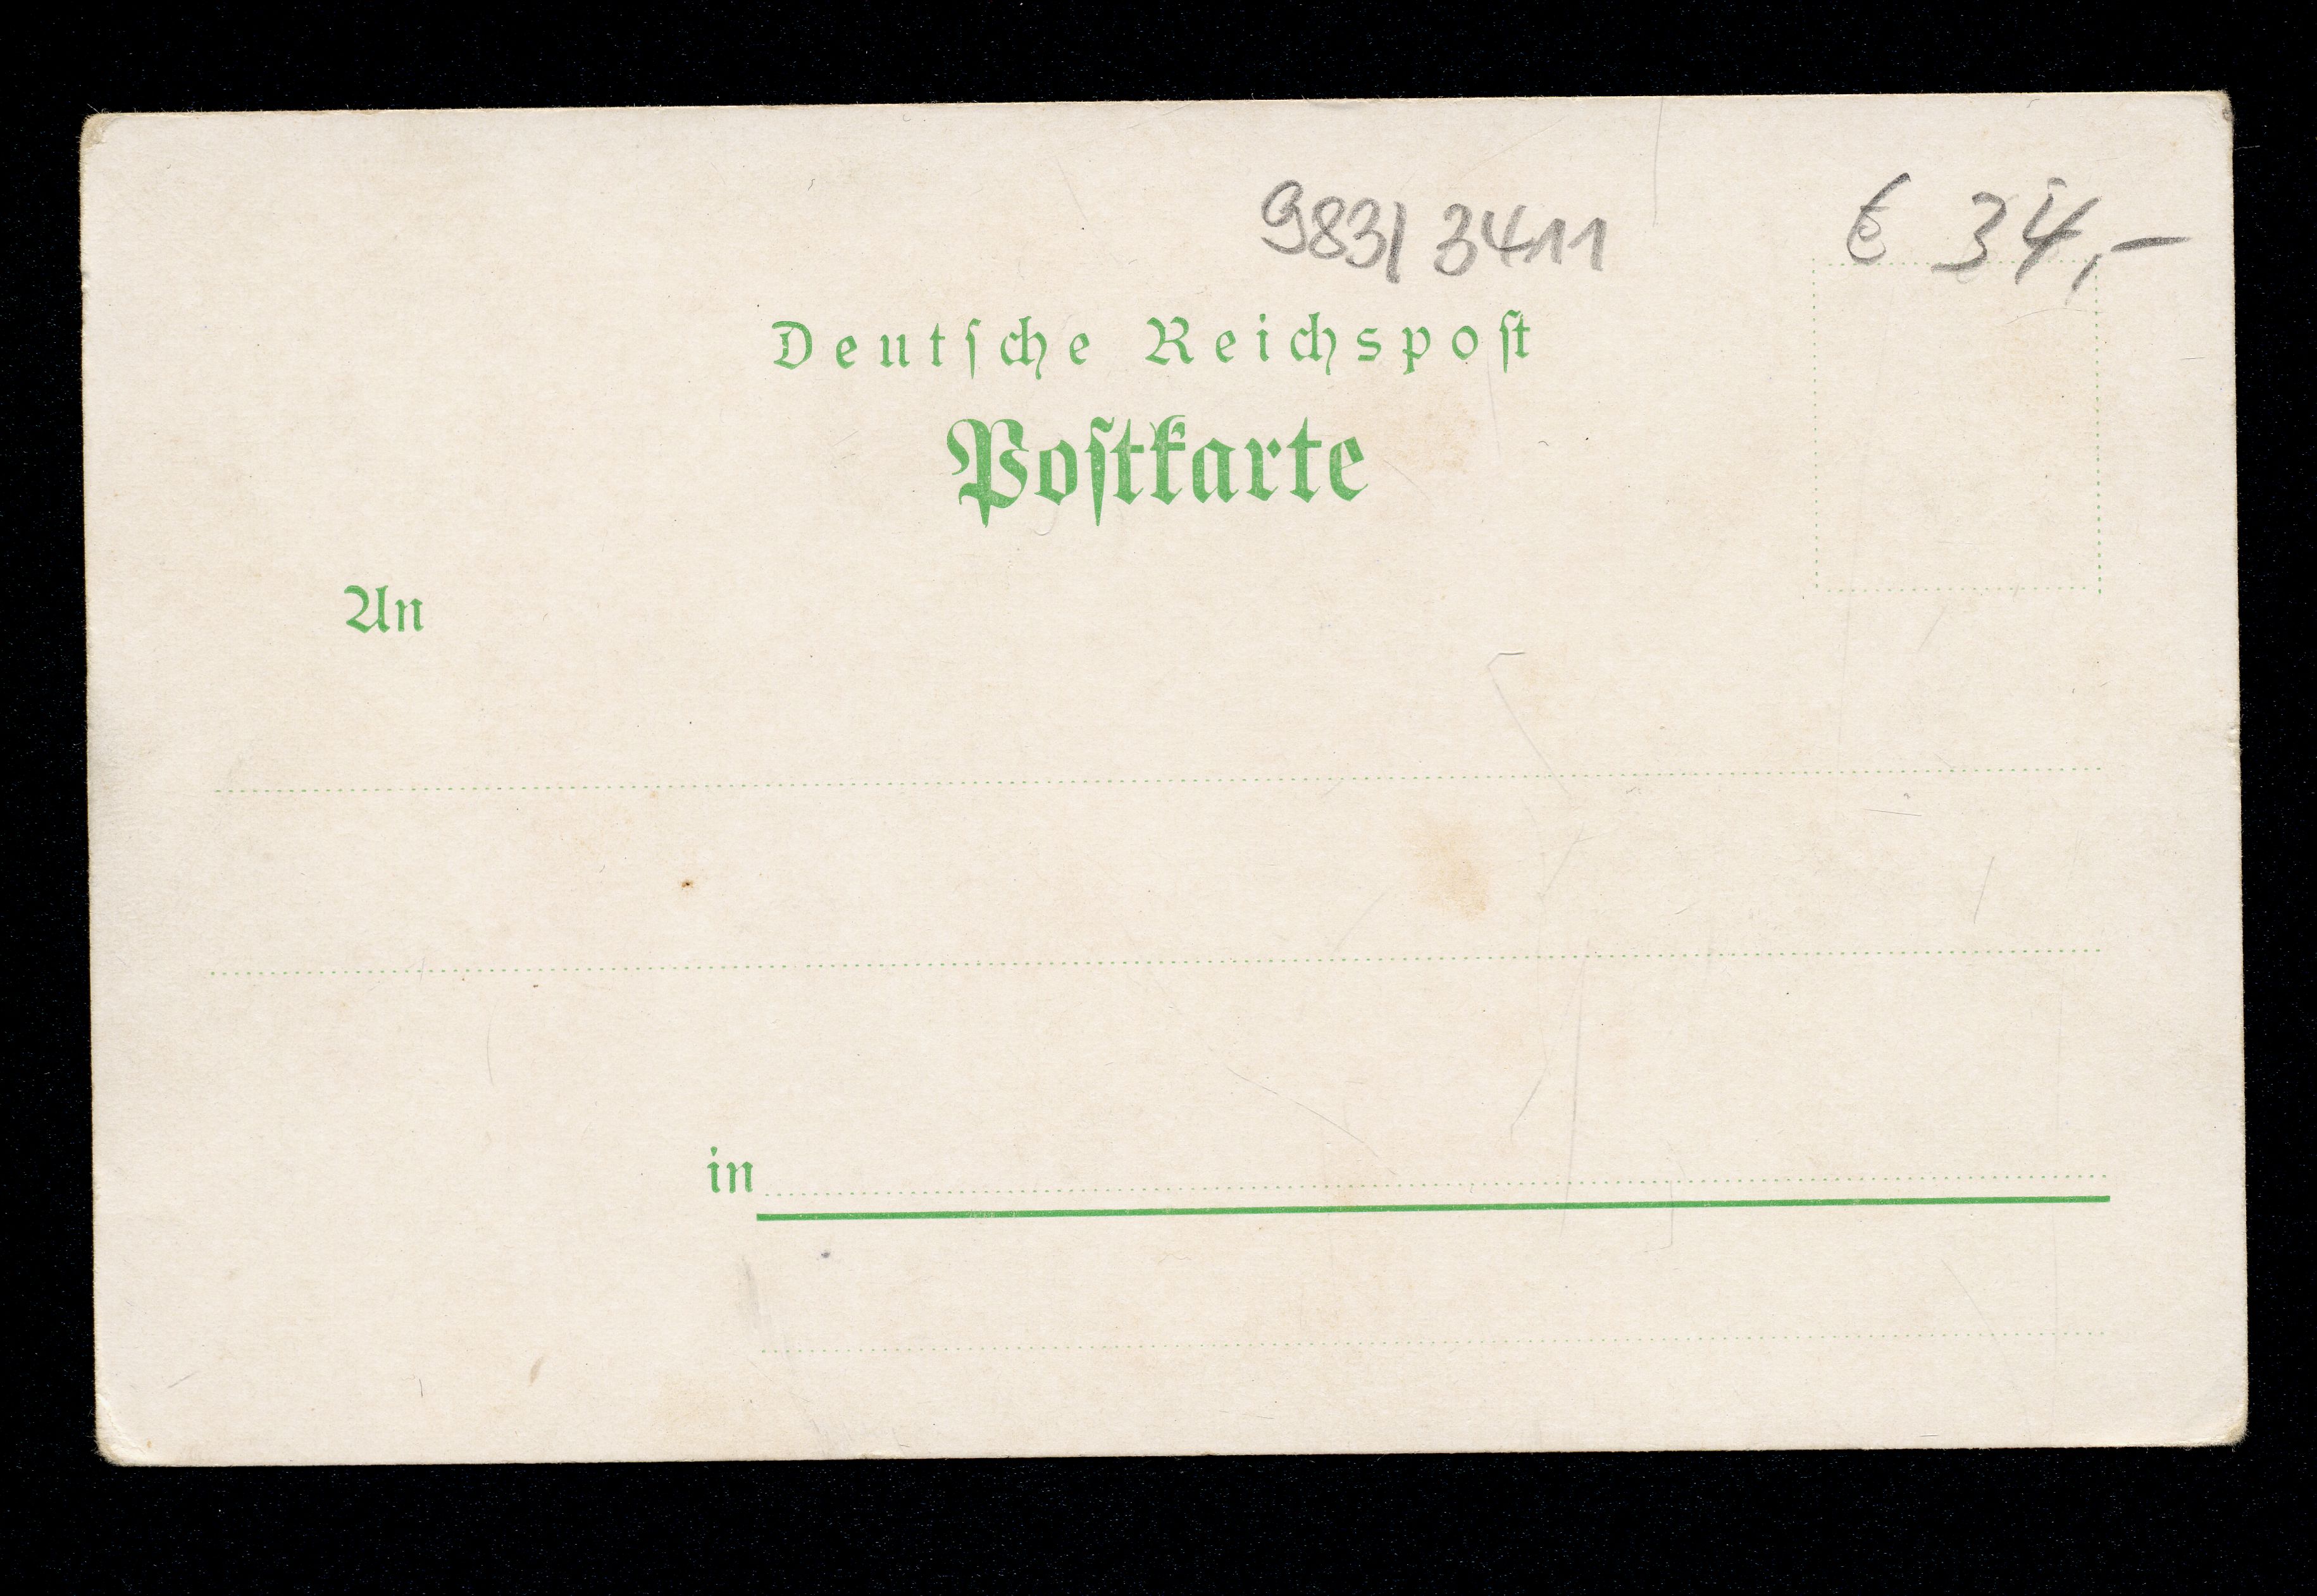 983/3411
€ 34,-
Deutſche Reichspoſt
Poſtkarte
An
in